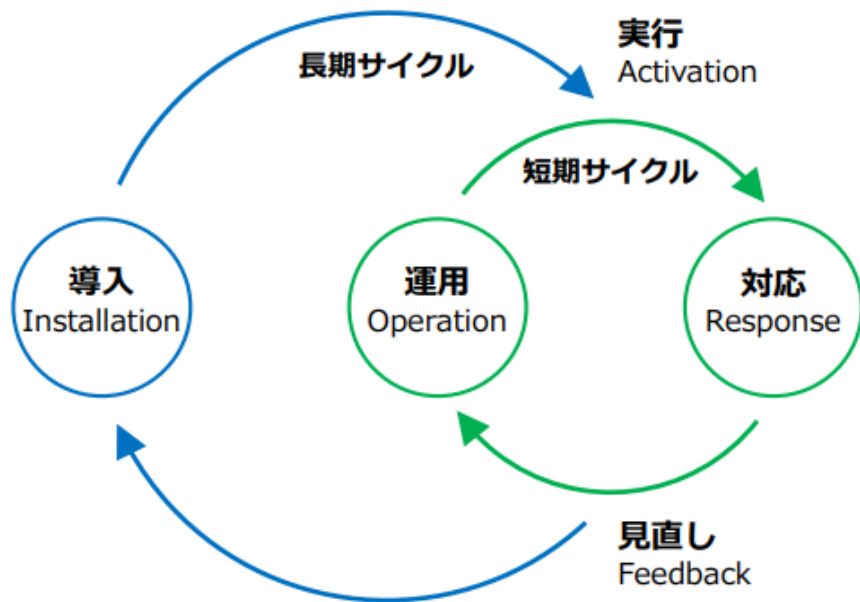 長期サイクル
実行
Activation
短期サイクル
導入
Installation
運用
Operation
対応
Response
見直し
Feedback